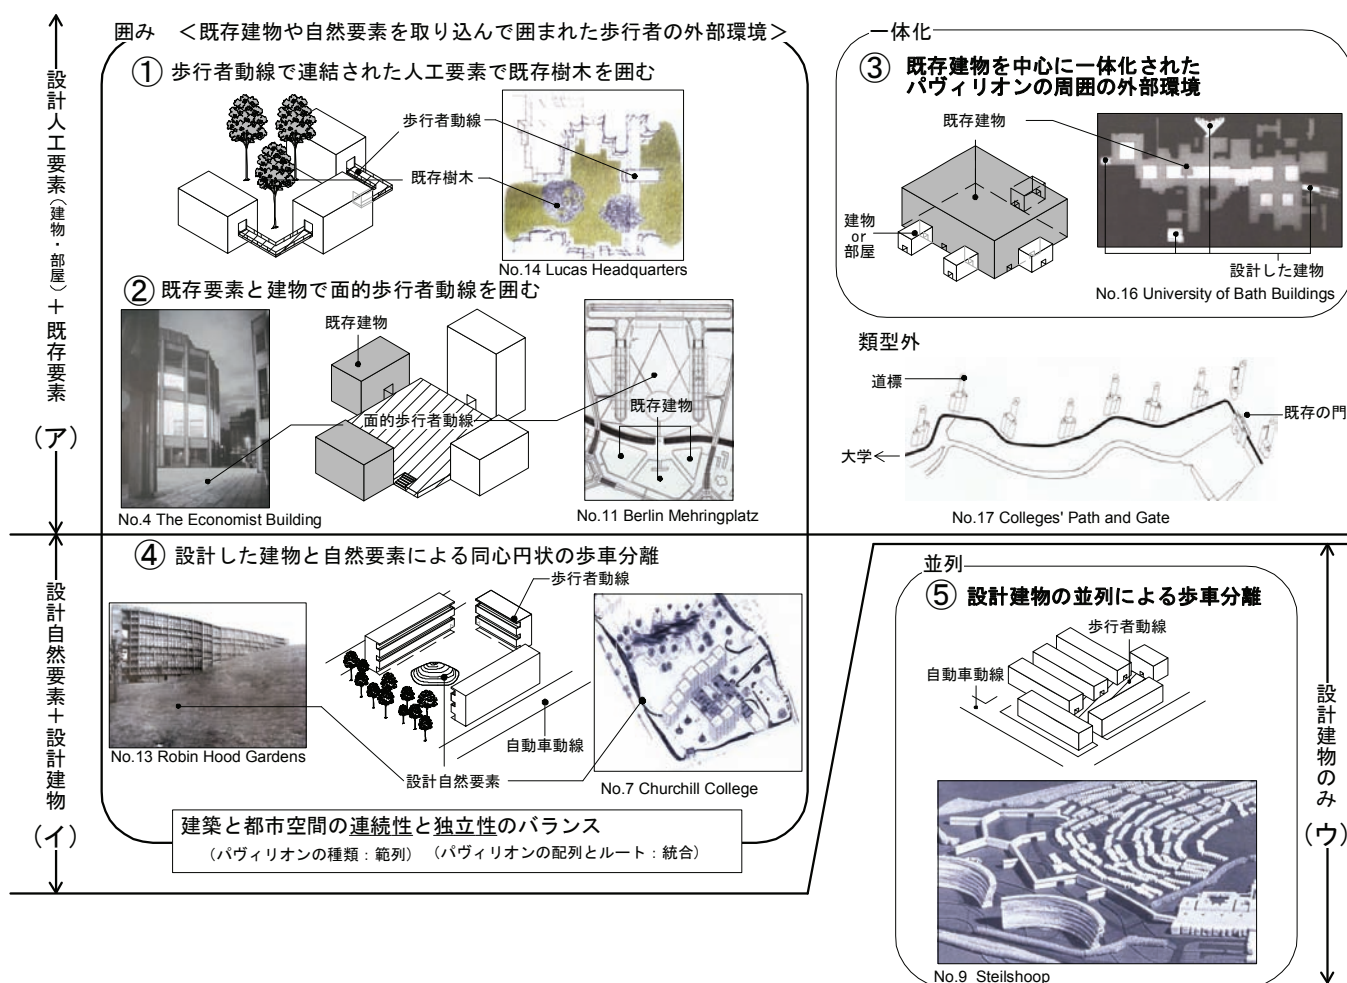 囲み <既存建物や自然要素を取り込んで囲まれた歩行者の外部環境>
① 歩行者動線で連結された人工要素で既存樹木を囲む
歩行者動線
既存樹木
No.14 Lucas Headquarters
② 既存要素と建物で面的歩行者動線を囲む
既存建物
面的歩行者動線
既存建物
No.4 The Economist Building
No.11 Berlin Mehringplatz
設計人工要素(建物・部屋)+既存要素
(ア)
一体化
③ 既存建物を中心に一体化された
パヴィリオンの周囲の外部環境
既存建物
建物
or
部屋
設計した建物
No.16 University of Bath Buildings
類型外
道標
既存の門
大学
No.17 Colleges' Path and Gate
④ 設計した建物と自然要素による同心円状の歩車分離
歩行者動線
自動車動線
設計自然要素
No.13 Robin Hood Gardens
No.7 Churchill College
建築と都市空間の連続性と独立性のバランス
(パヴィリオンの種類:範列) (パヴィリオンの配列とルート:統合)
設計自然要素+設計建物
(イ)
並列
⑤ 設計建物の並列による歩車分離
歩行者動線
自動車動線
No.9 Steilshoop
設計建物のみ
(ウ)